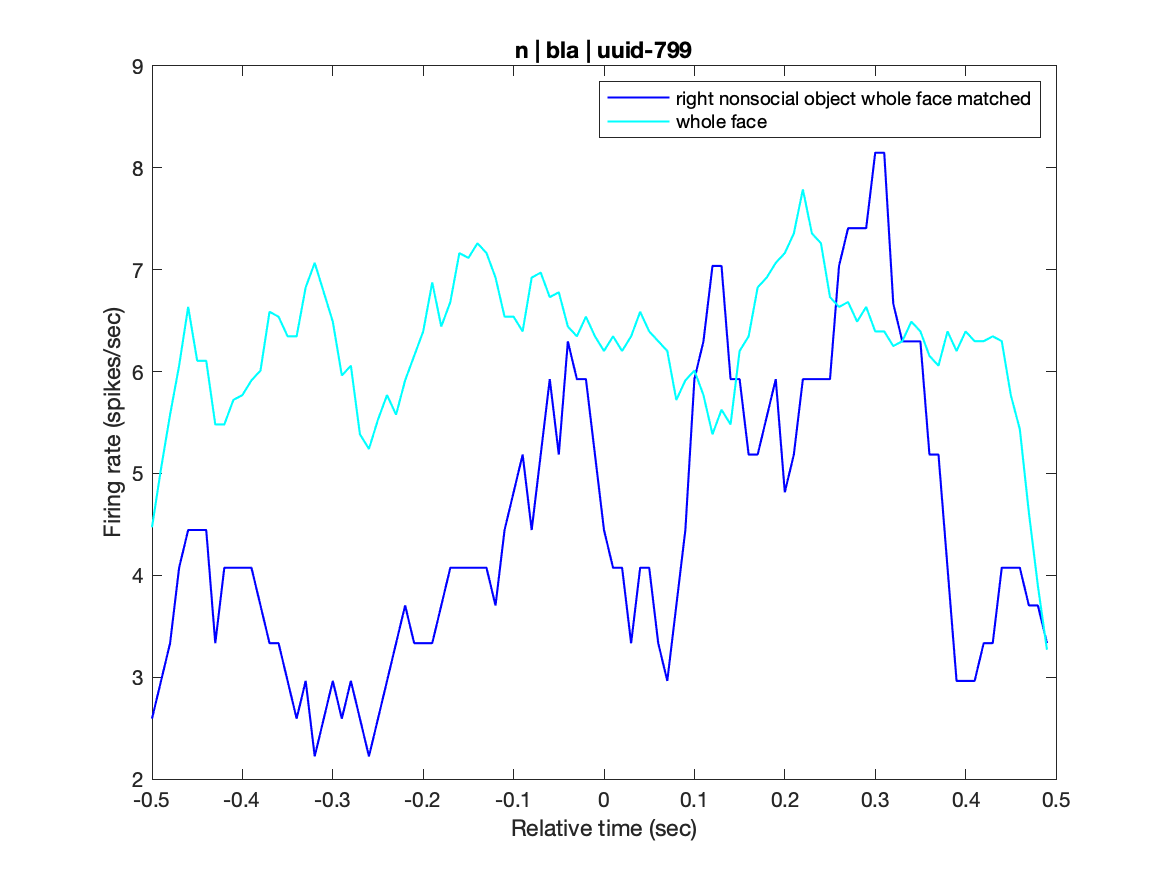 n | bla | uuid-799
right nonsocial object whole face matched
whole face
Firing rate (spikes/sec)
9
8
7
6
5
4
3
2
-0.5 -0.4 -0.3 -0.2 -0.1 0 0.1 0.2 0.3 0.4 0.5
Relative time (sec)